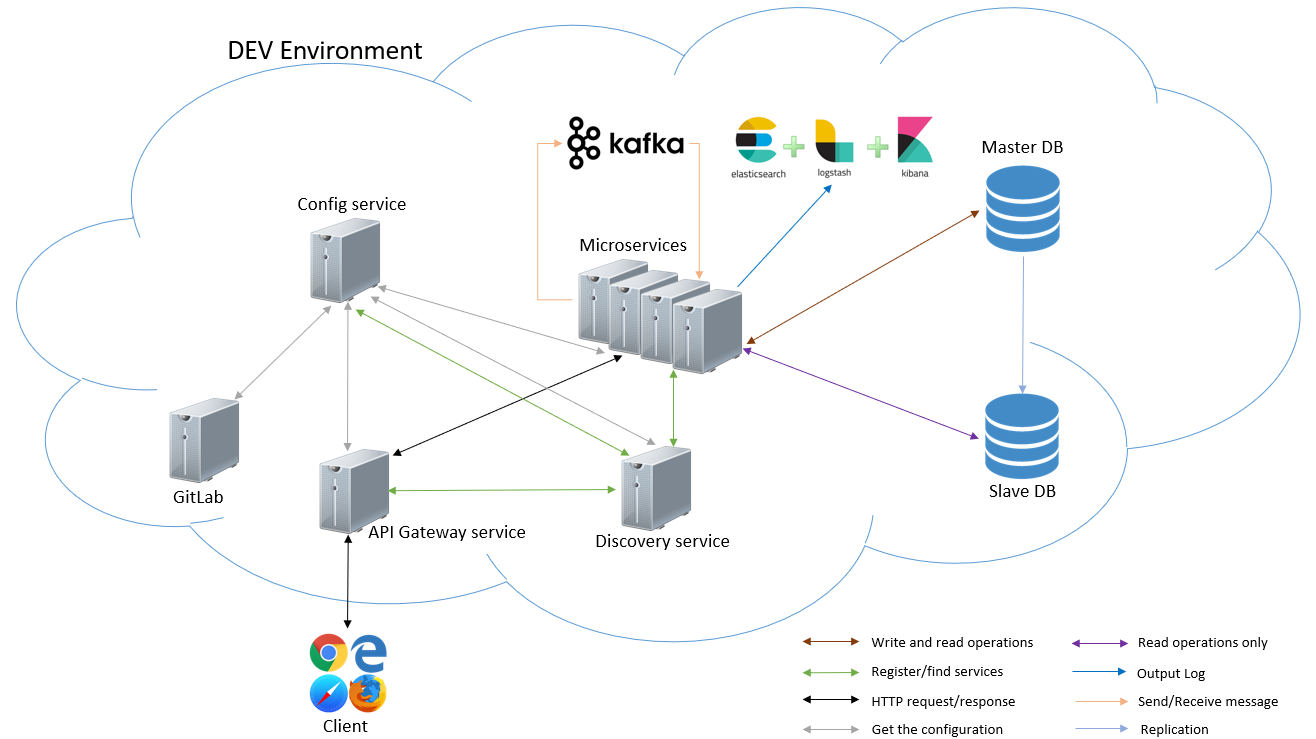 DEV Environment
kafka
elasticsearch
logstash
kibana
Master DB
Config service
Microservices
GitLab
API Gateway service
Discovery service
Slave DB
Client
Write and read operations
Read operations only
Register/find services
Output Log
HTTP request/response
Send/Receive message
Get the configuration
Replication